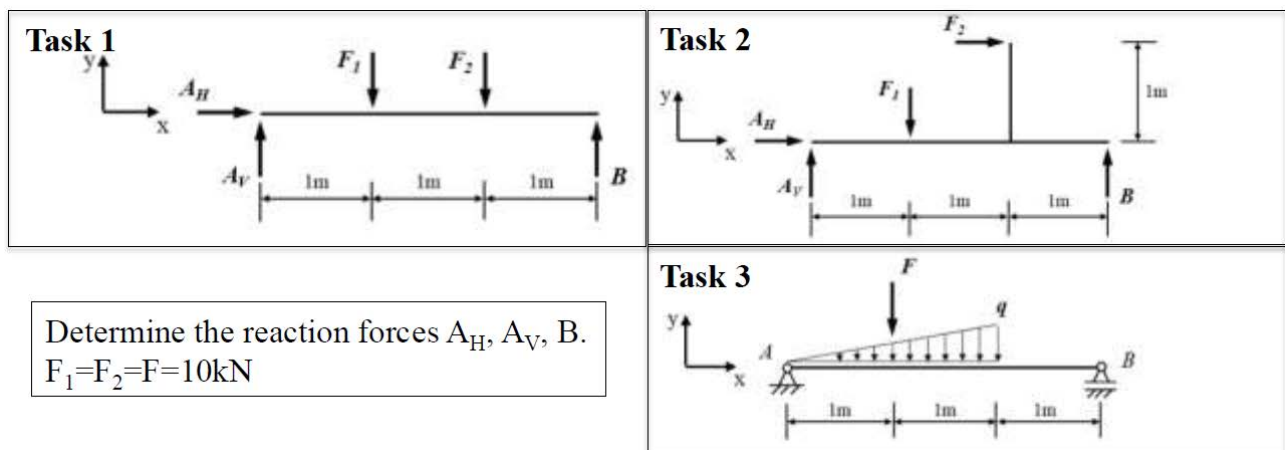 Task 1
y
x
A_H
F_1
F_2
A_V
B
1m
1m
1m
Task 2
y
x
A_H
F_1
F_2
1m
A_V
B
1m
1m
1m
Determine the reaction forces A_H, A_V, B.
F_1=F_2=F=10kN
Task 3
y
x
F
q
A
B
1m
1m
1m